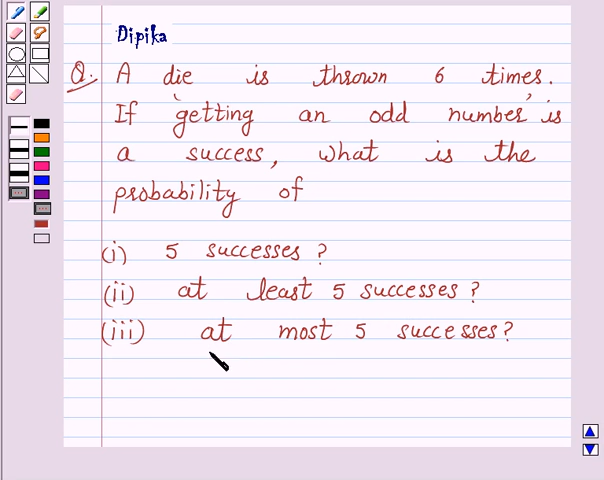 Dipika
Q. A die is thrown 6 times.
If 'getting an odd number' is
a success, what is the
probability of
(i) 5 successes?
(ii) at least 5 successes?
(iii) at most 5 successes?